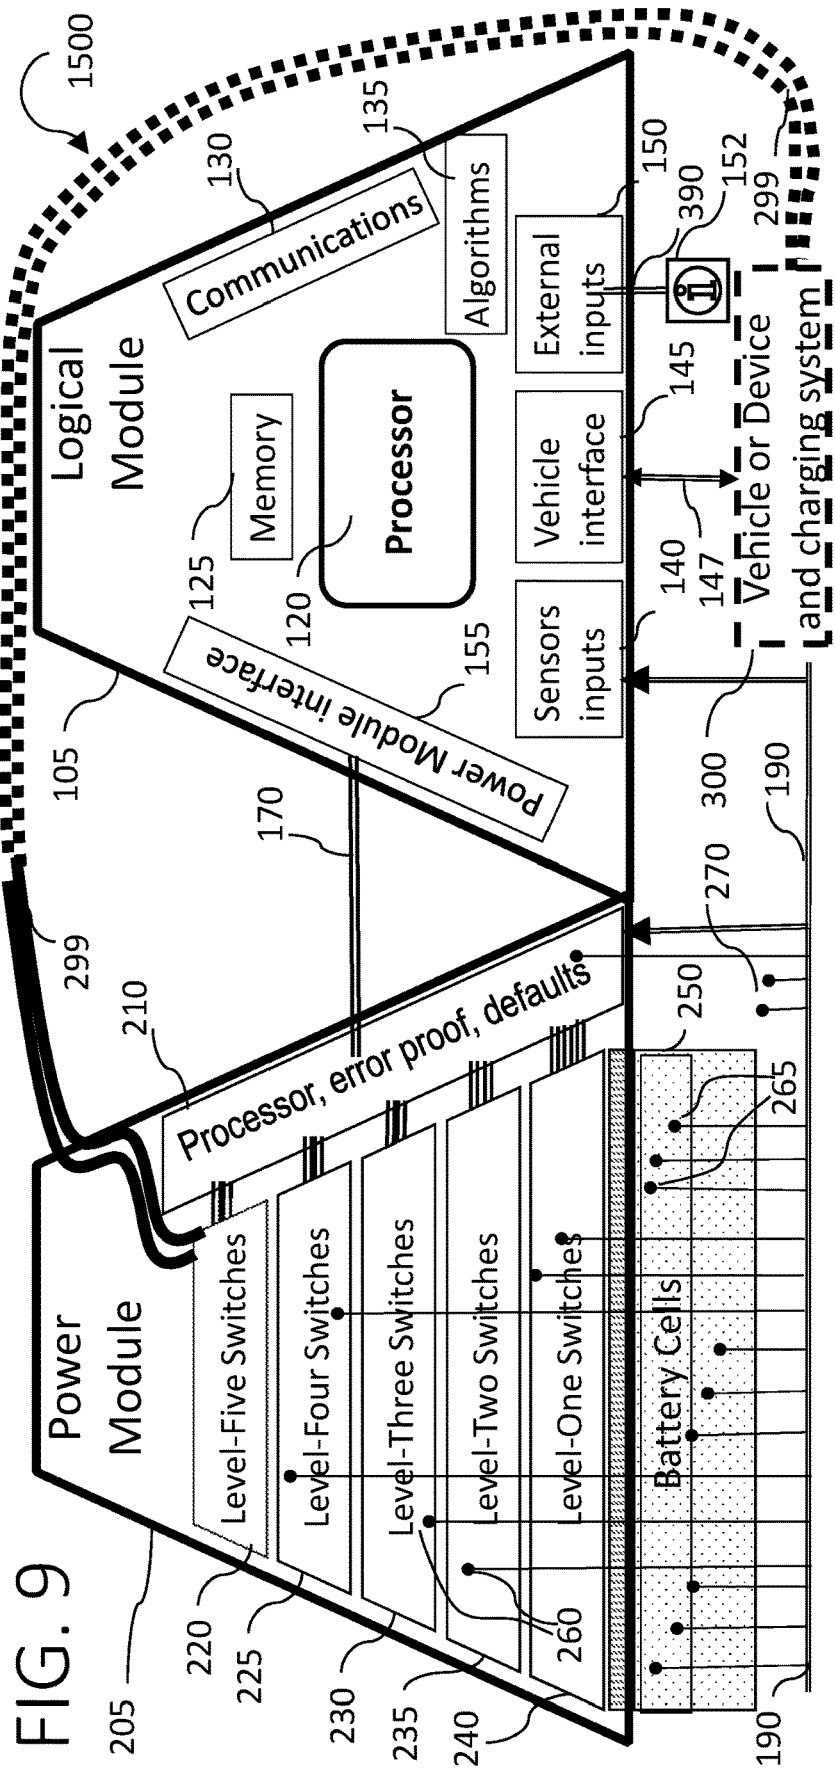 FIG. 9
1500
205
Power
Module
299
105
Logical
Module
130
Communications
135
Algorithms
125
Memory
210
Processor, error proof, defaults
170
Power Module interface
155
120
Processor
220
Level-Five Switches
225
Level-Four Switches
230
Level-Three Switches
235
Level-Two Switches
240
Level-One Switches
260
Sensors
inputs
140
Vehicle
interface
145
147
External
inputs
150
390
152
i
299
Battery Cells
250
265
270
190
190
300
Vehicle or Device
and charging system